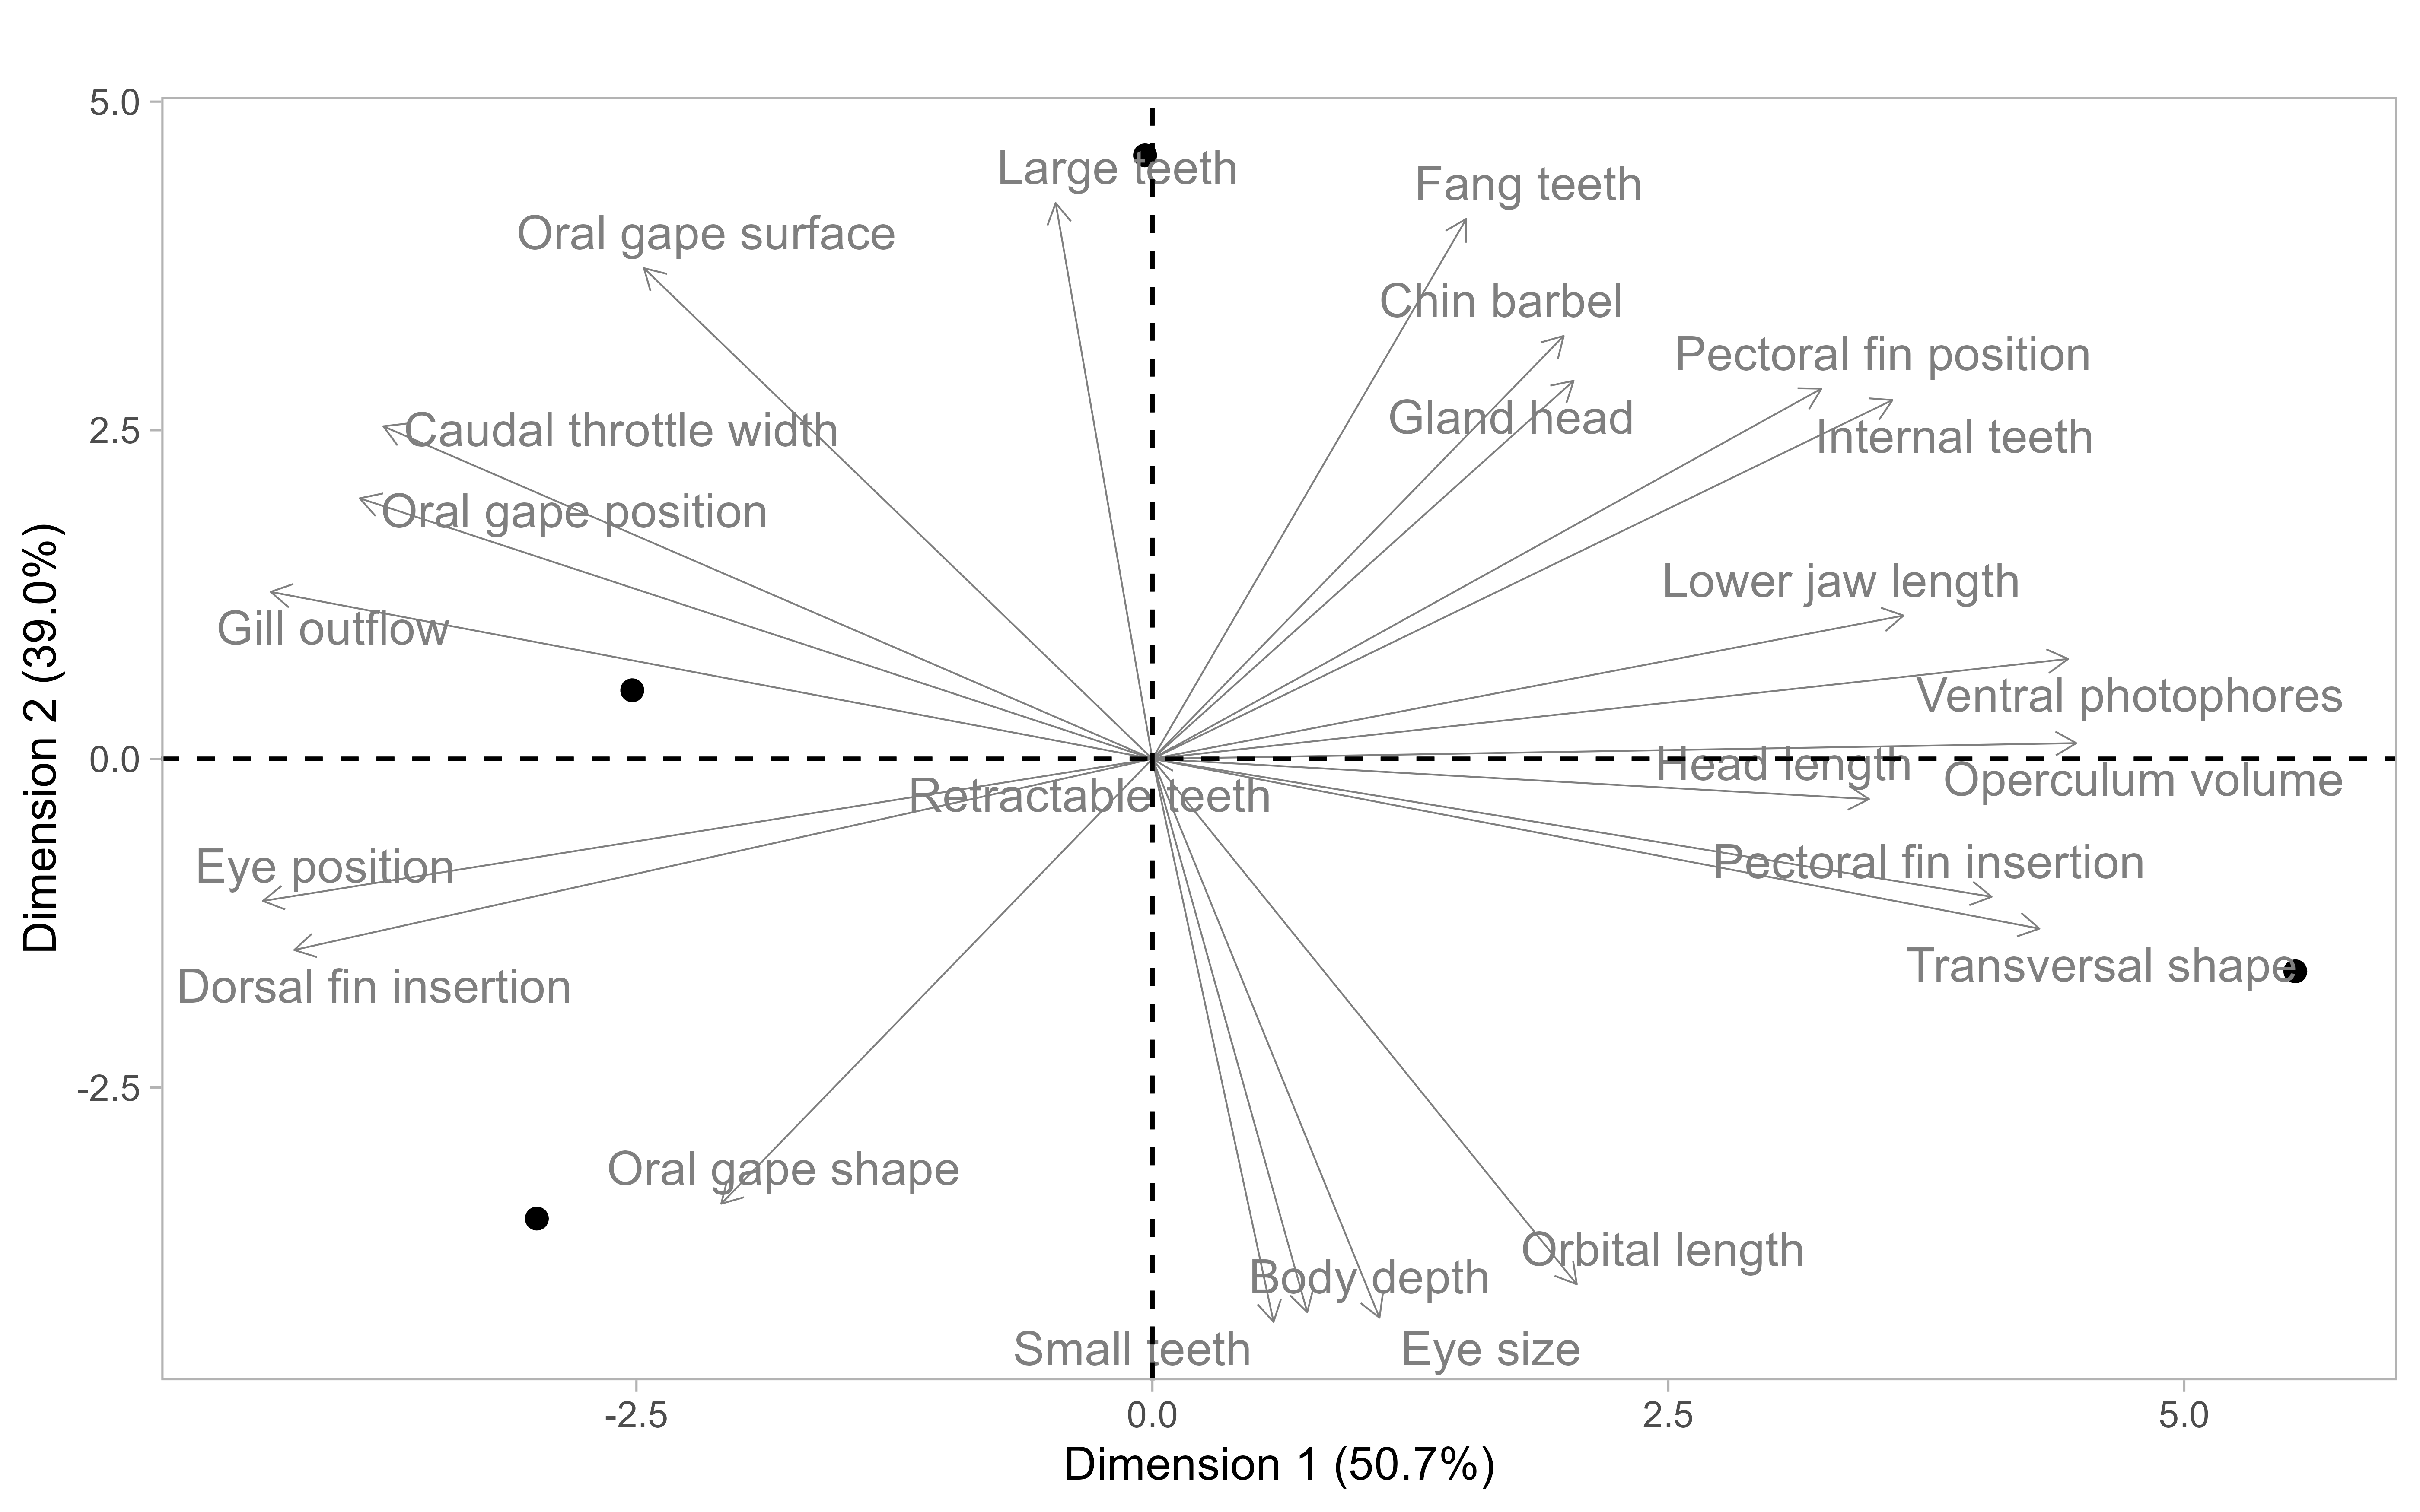 5.0
Large teeth
Fang teeth
Oral gape surface
Chin barbel
Pectoral fin position
Gland head
2.5
Caudal throttle width
Internal teeth
Oral gape position
Lower jaw length
Gill outflow
Ventral photophores
0.0
Head length
Operculum volume
Retractable teeth
Eye position
Pectoral fin insertion
Transversal shape
Dorsal fin insertion
-2.5
Oral gape shape
Orbital length
Body depth
Small teeth
Eye size
-2.5 0.0 2.5 5.0
Dimension 1 (50.7%)
Dimension 2 (39.0%)